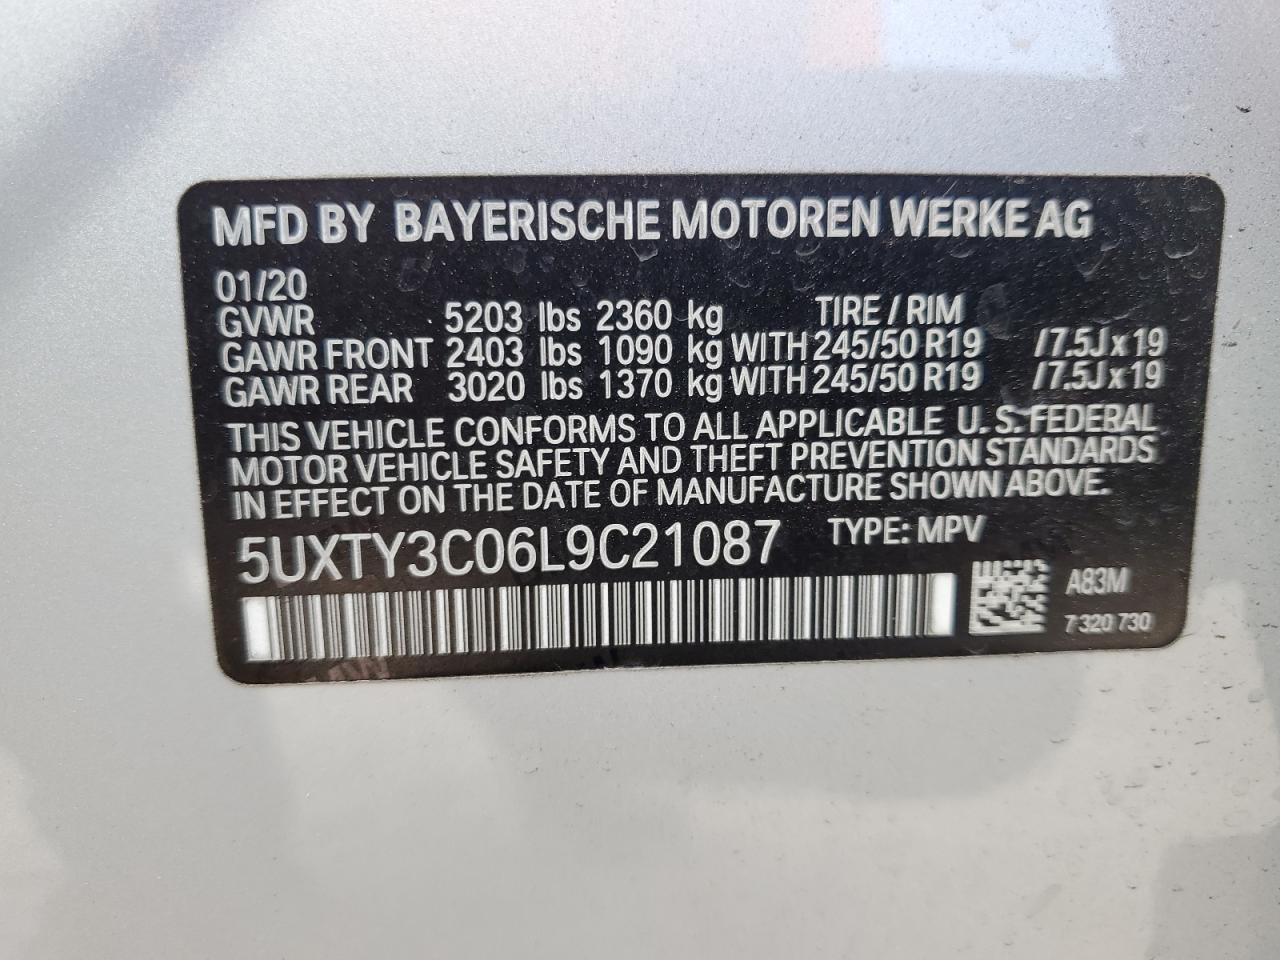 MFD BY BAYERISCHE MOTOREN WERKE AG
01/20
GVWR 5203 lbs 2360 kg TIRE / RIM
GAWR FRONT 2403 lbs 1090 kg WITH 245/50 R19 /7.5J x 19
GAWR REAR 3020 lbs 1370 kg WITH 245/50 R19 /7.5J x 19
THIS VEHICLE CONFORMS TO ALL APPLICABLE U.S. FEDERAL
MOTOR VEHICLE SAFETY AND THEFT PREVENTION STANDARDS
IN EFFECT ON THE DATE OF MANUFACTURE SHOWN ABOVE.
5UXTY3C06L9C21087 TYPE: MPV
A83M
7 320 730